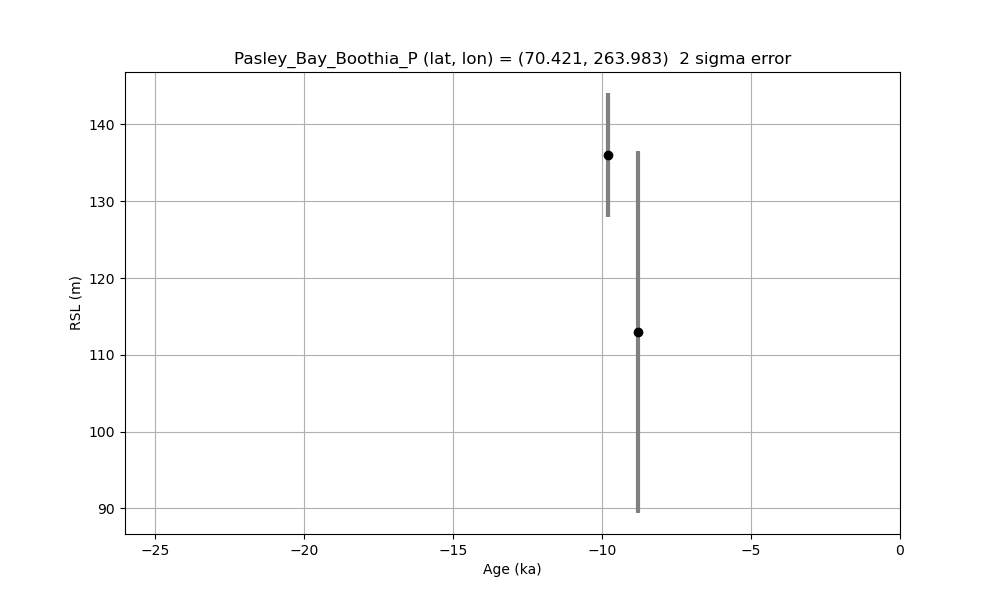 Pasley_Bay_Boothia_P (lat, lon) = (70.421, 263.983)  2 sigma error
RSL (m)
140
130
120
110
100
90
−25 −20 −15 −10 −5 0
Age (ka)